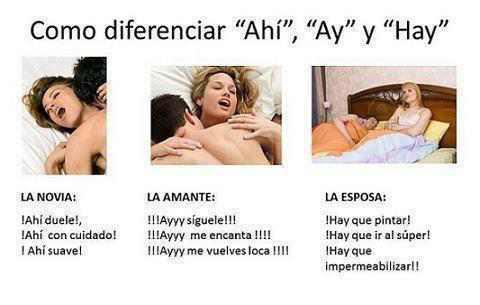 Como diferenciar “Ahí”, “Ay” y “Hay”
LA NOVIA:
!Ahí duele!,
!Ahí con cuidado!
! Ahí suave!
LA AMANTE:
!!!Ayyy síguele!!!
!!!Ayyy me encanta !!!!
!!!Ayyy me vuelves loca !!!!
LA ESPOSA:
!Hay que pintar!
!Hay que ir al súper!
!Hay que
impermeabilizar!!